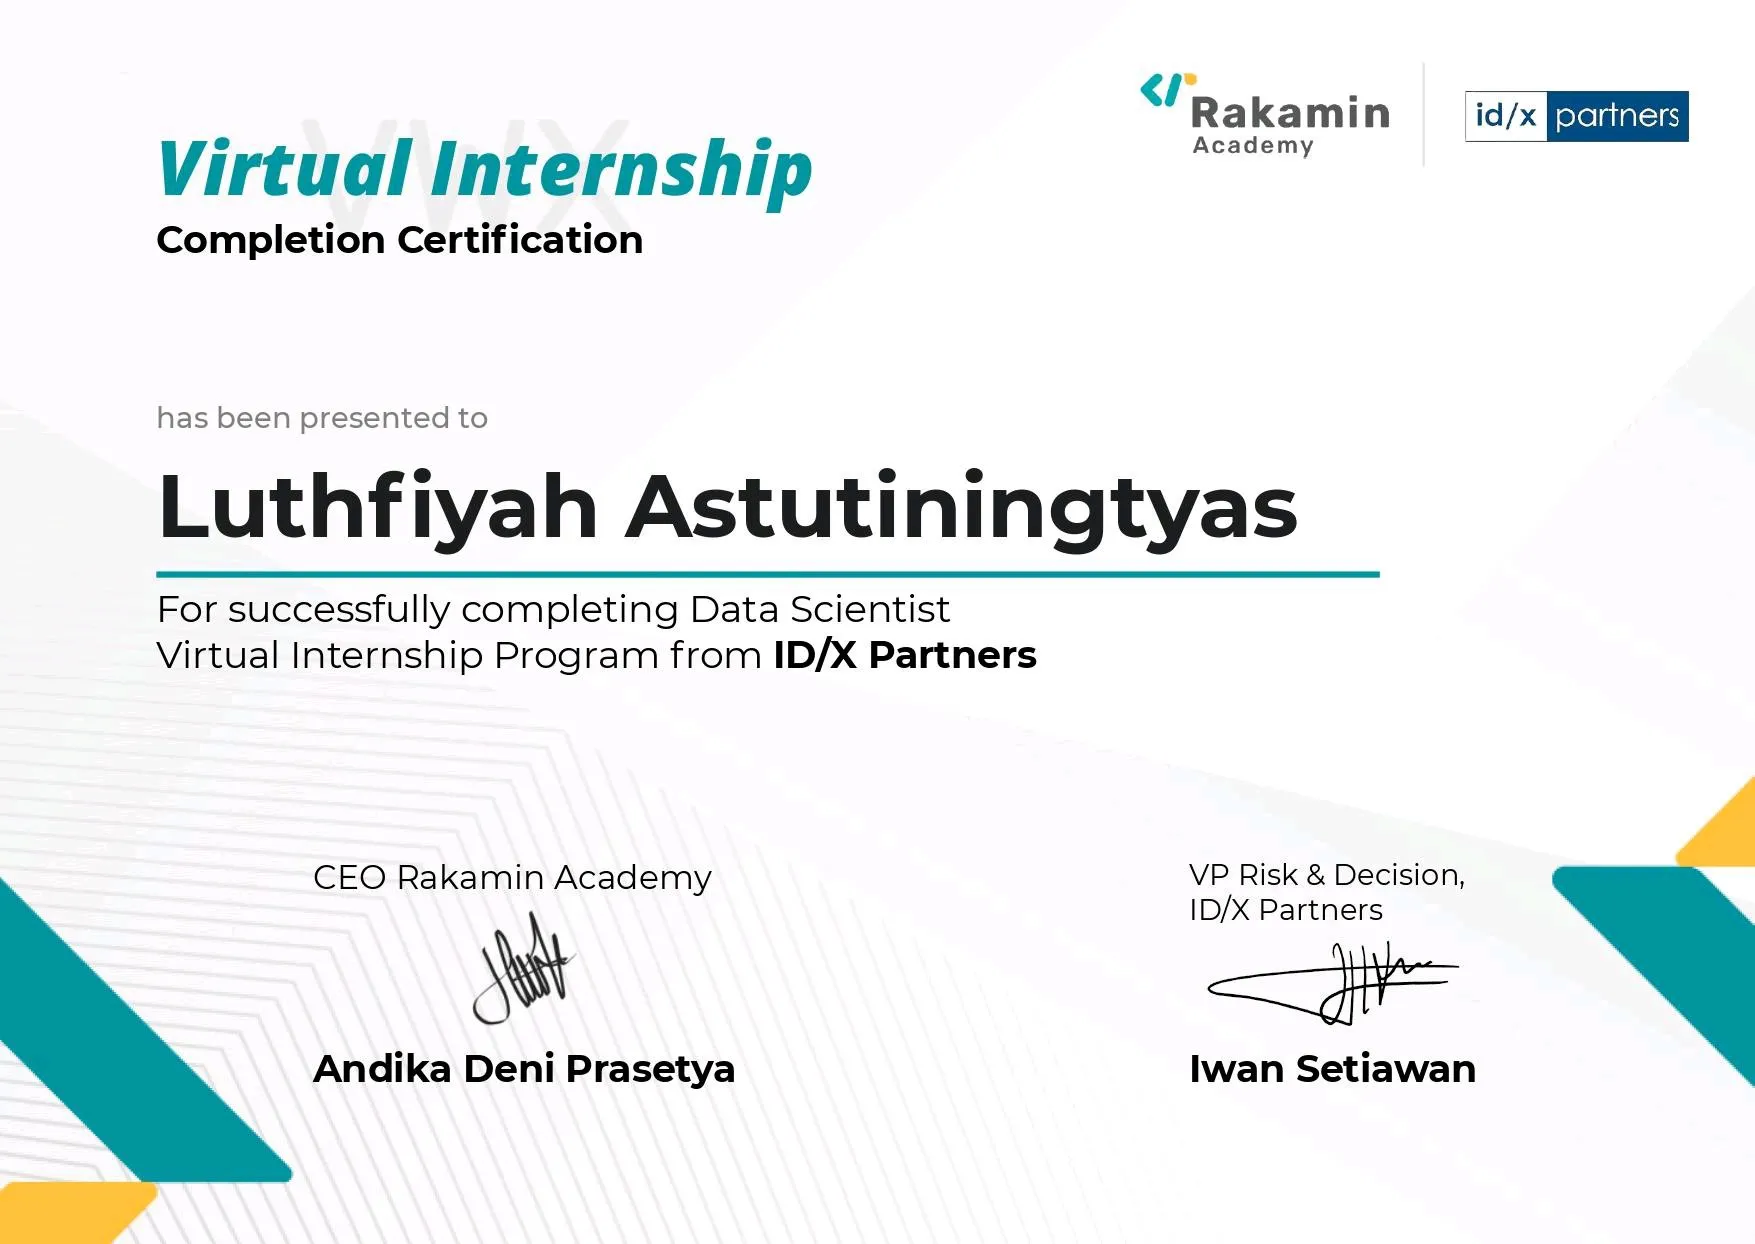 Rakamin
Academy
id/x partners
VWX
Virtual Internship
Completion Certification
has been presented to
Luthfiyah Astutiningtyas
For successfully completing Data Scientist
Virtual Internship Program from ID/X Partners
CEO Rakamin Academy
Andika Deni Prasetya
VP Risk & Decision,
ID/X Partners
Iwan Setiawan